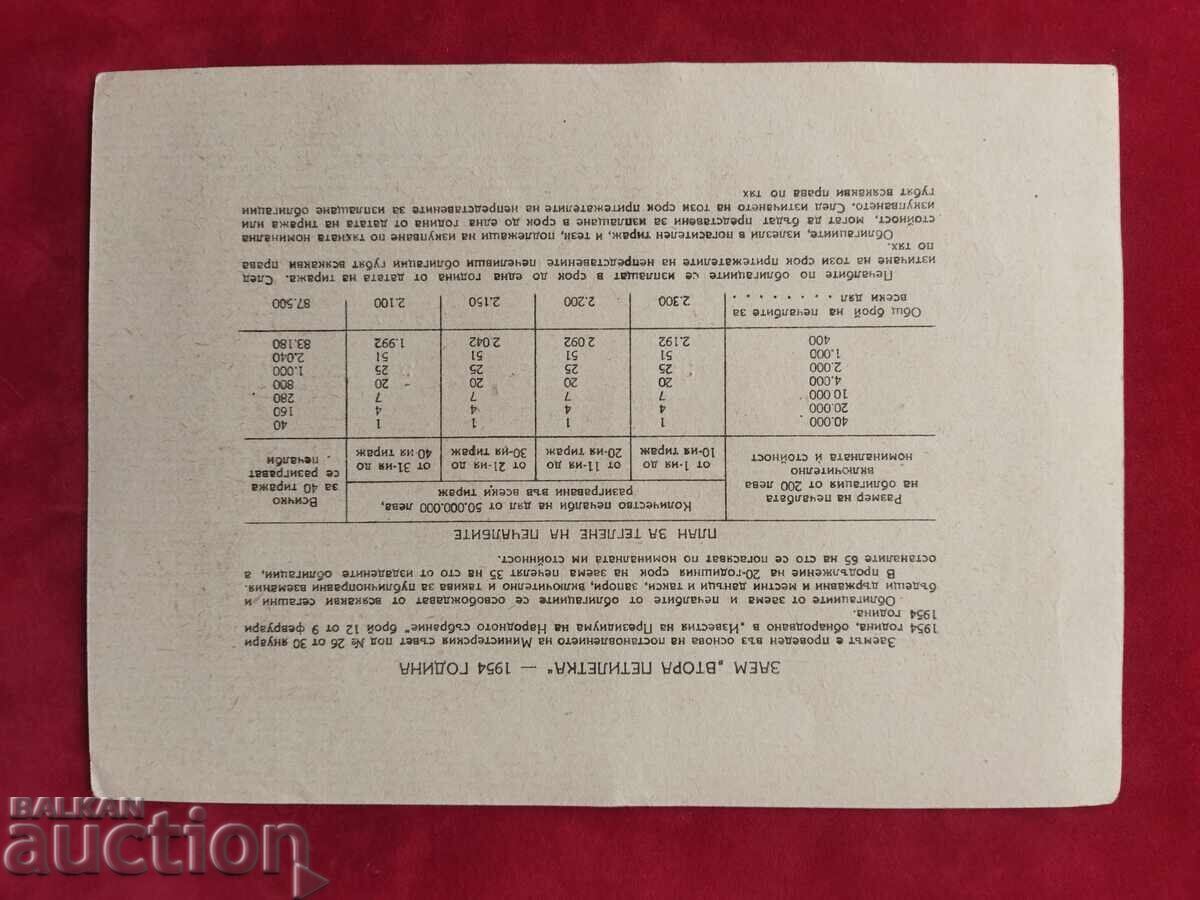 ЗАЕМ „ВТОРА ПЕТИЛЕТКА“ — 1954 ГОДИНА
Заемът е проведен въз основа на постановлението на Министерския съвет под № 26 от 30 януари
1954 година, обнародвано в „Известия на Президиума на Народното събрание“ брой 12 от 9 февруари
1954 година.
Облигациите от заема и печалбите от облигациите се освобождават от всякакви сегашни и
бъдещи държавни и местни данъци и такси, запори, включително и такива за публичноправни вземания.
В продължение на 20-годишния срок на заема печелят 35 на сто от издадените облигации, а
останалите 65 на сто се погосяват по номиналната им стойност.
ПЛАН ЗА ТЕГЛЕНЕ НА ПЕЧАЛБИТЕ
Размер на печалбата
на облигация от 200 лева
включително
номиналната ѝ стойност
Количество печалби на дял от 50.000.000 лева,
разигравани във всеки тираж
Всичко
за 40 тиража
се разиграват
печалби
от 1-ия до
10-ия тираж
от 11-ия до
20-ия тираж
от 21-ия до
30-ия тираж
от 31-ия до
40 ия тираж
40.000 1 1 1 1 40
20.000 4 4 4 4 160
10.000 7 7 7 7 280
4.000 20 20 20 20 800
2.000 25 25 25 25 1.000
1.000 51 51 51 51 2.040
400 2.192 2 092 2.042 1.992 83.180
Общ брой на печалбите за
всеки дял . . . . . . . . 2.300 2.200 2.150 2.100 87.500
Печалбите по облигациите се изплащат в срок до една година от датата на тиража. След
изтичане на този срок притежателите на непредставените печеливши облигации губят всякакви права
по тях.
Облигациите, излезли в погасителен тираж, и тези, подлежащи на изкупуване по тяхната номинална
стойност, могат да бъдат представени за изплащане в срок до една година от датата на тиража или
изкупуването. След изтичането на този срок притежателите на непредставените за изплащане облигации
губят всякакви права по тях
BALKAN
auction